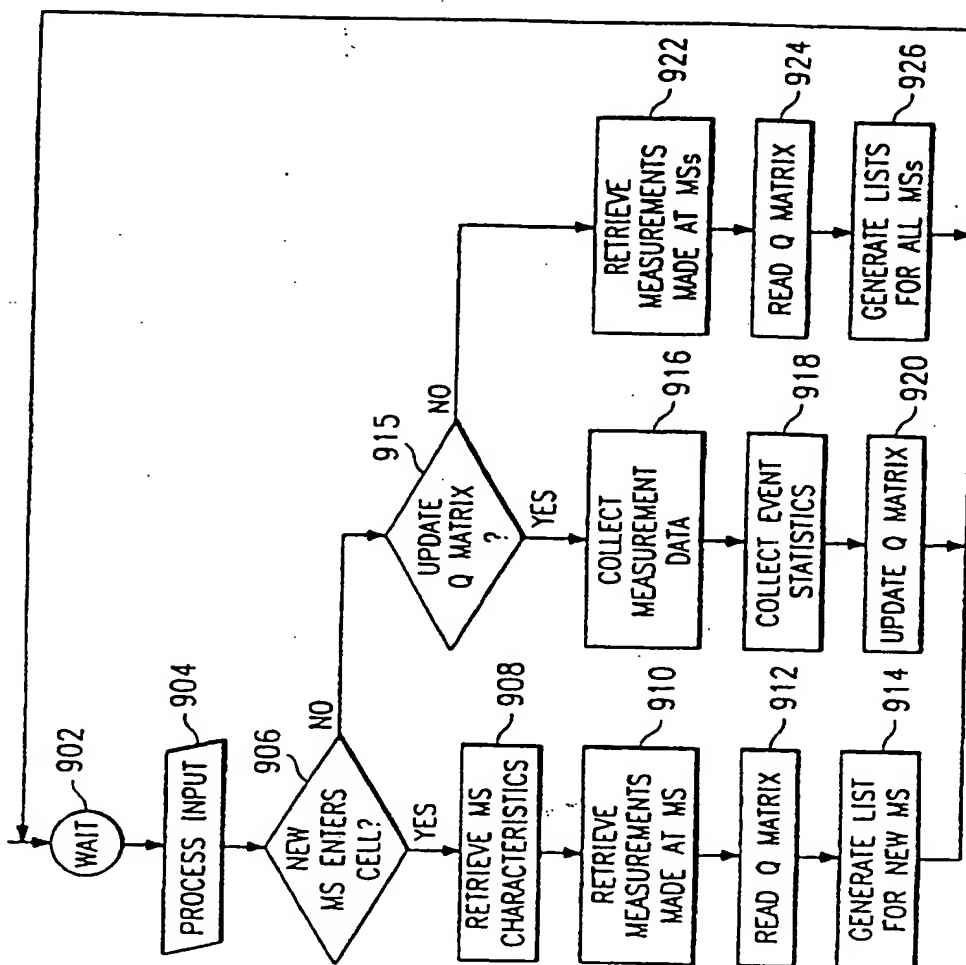 902
WAIT
904
PROCESS INPUT
906
NEW
MS ENTERS
CELL?
NO
YES
908
RETRIEVE MS
CHARACTERISTICS
910
RETRIEVE
MEASUREMENTS
MADE AT MS
912
READ Q MATRIX
914
GENERATE LIST
FOR NEW MS
915
UPDATE
Q MATRIX
?
NO
YES
916
COLLECT
MEASUREMENT
DATA
918
COLLECT EVENT
STATISTICS
920
UPDATE Q MATRIX
922
RETRIEVE
MEASUREMENTS
MADE AT MSs
924
READ Q MATRIX
926
GENERATE LISTS
FOR ALL MSs